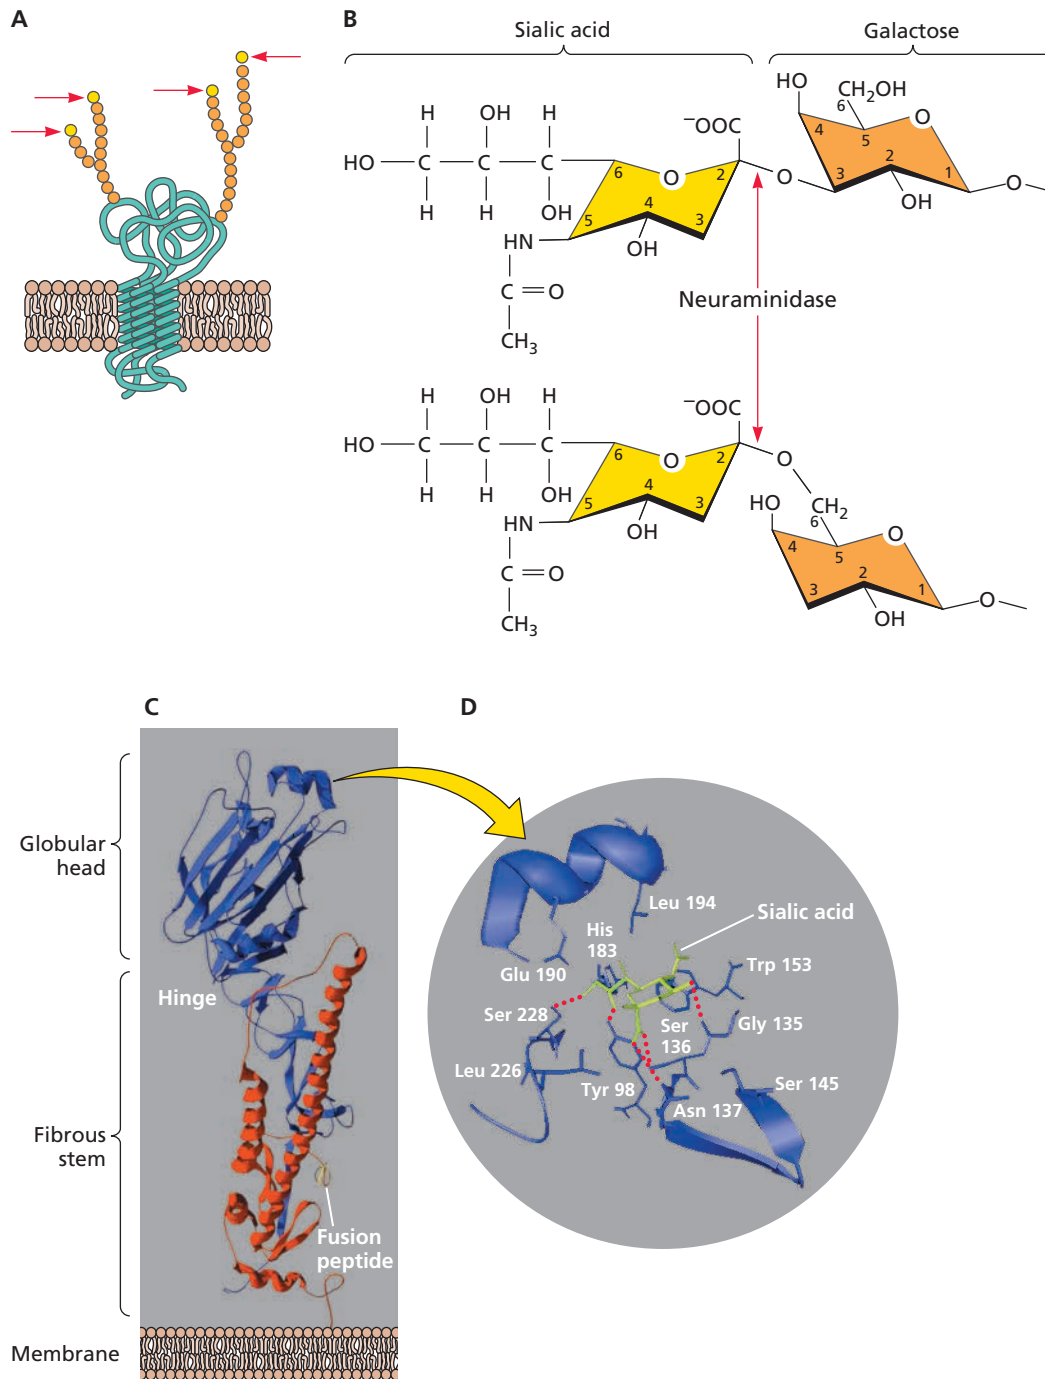 A
B
Sialic acid
Galactose
HO
CH2OH
6
O
4
5
2
3
1
OH
O
H
OH
H
−OOC
HO
C
C
C
6
O
2
O
H
H
OH
5
4
3
HN
OH
C
O
CH3
Neuraminidase
H
OH
H
−OOC
HO
C
C
C
6
O
2
O
H
H
OH
5
4
3
HN
OH
C
O
CH3
HO
CH2
6
O
4
5
2
3
1
OH
O
C
D
Globular
head
Hinge
Fibrous
stem
Fusion
peptide
Membrane
Leu 194
Sialic acid
His
183
Glu 190
Trp 153
Ser 228
Ser
136
Gly 135
Leu 226
Tyr 98
Asn 137
Ser 145